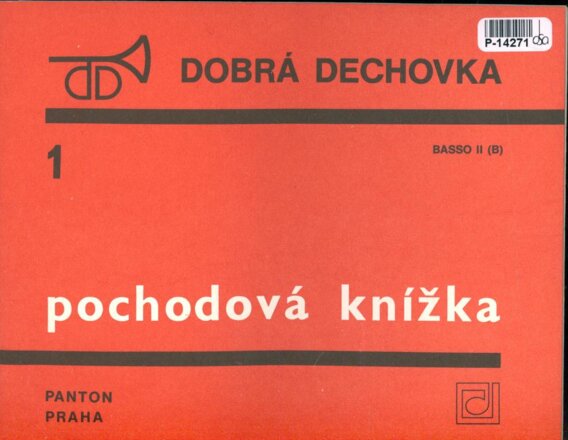 P-14271
DOBRÁ DECHOVKA
1
BASSO II (B)
pochodová knížka
PANTON
PRAHA